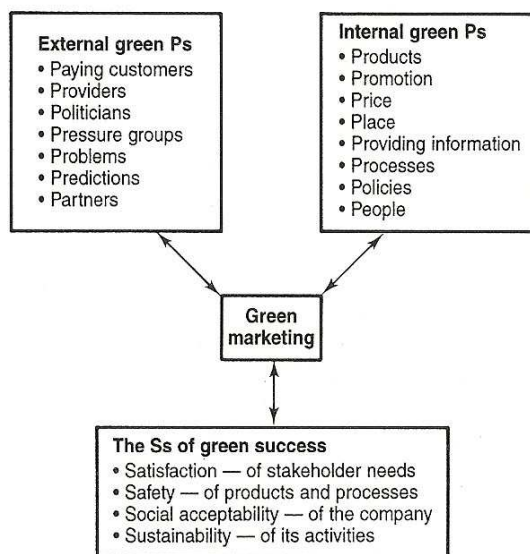 External green Ps
• Paying customers
• Providers
• Politicians
• Pressure groups
• Problems
• Predictions
• Partners
Internal green Ps
• Products
• Promotion
• Price
• Place
• Providing information
• Processes
• Policies
• People
Green
marketing
The Ss of green success
• Satisfaction — of stakeholder needs
• Safety — of products and processes
• Social acceptability — of the company
• Sustainability — of its activities